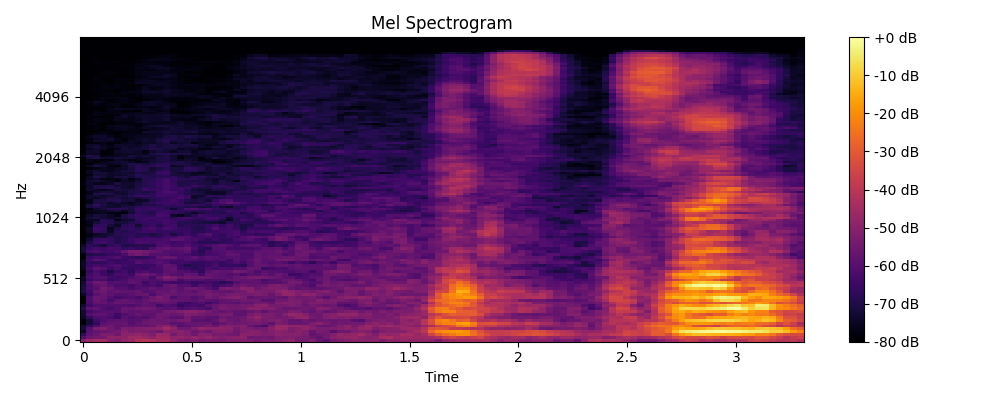 Mel Spectrogram
+0 dB
-10 dB
-20 dB
-30 dB
-40 dB
-50 dB
-60 dB
-70 dB
-80 dB
Hz
4096
2048
1024
512
0
0 0.5 1 1.5 2 2.5 3
Time